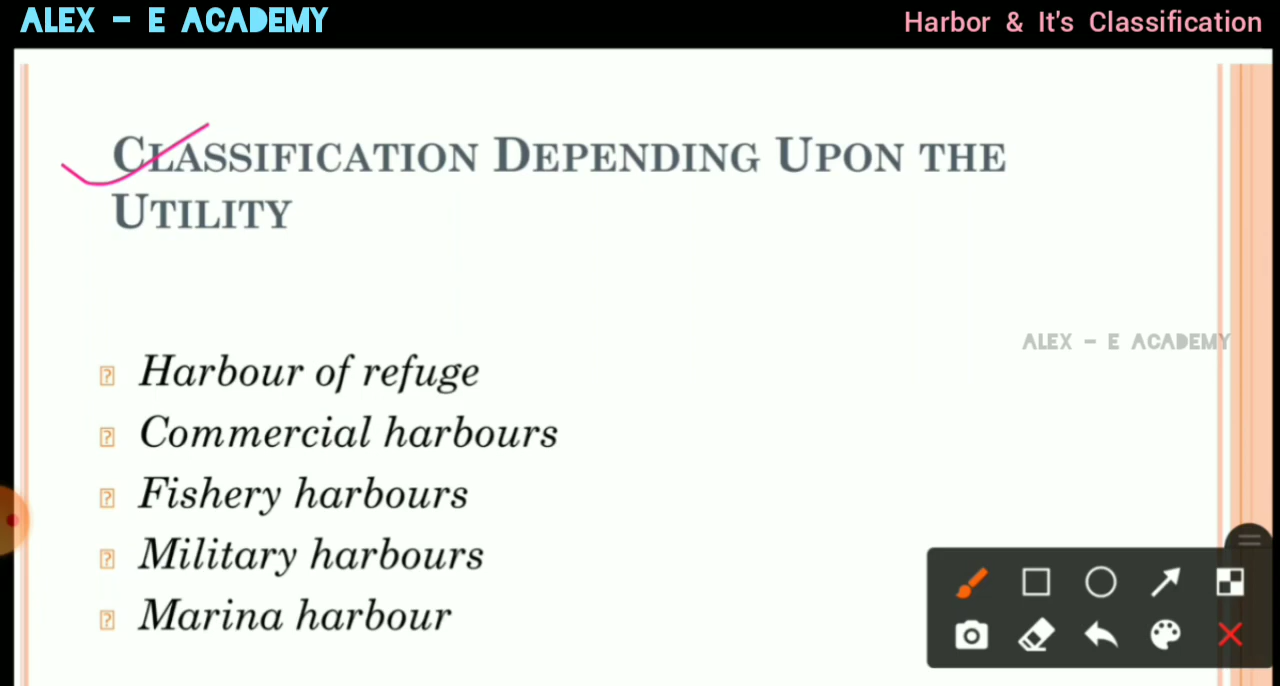 ALEX - E ACADEMY
Harbor & It's Classification
CLASSIFICATION DEPENDING UPON THE
UTILITY
ALEX - E ACADEMY
Harbour of refuge
Commercial harbours
Fishery harbours
Military harbours
Marina harbour